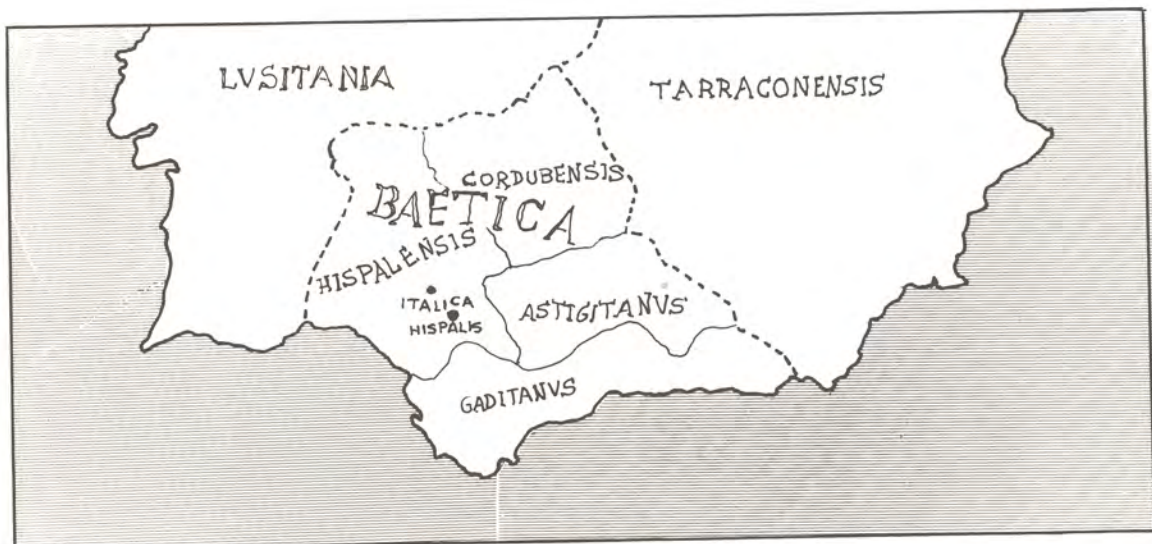 LVSITANIA
TARRACONENSIS
CORDUBENSIS
BAETICA
HISPALENSIS
ITALICA
HISPALIS
ASTIGITANVS
GADITANVS